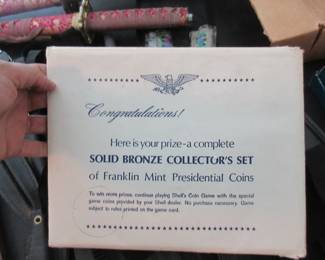 Congratulations!
Here is your prize-a complete
SOLID BRONZE COLLECTOR'S SET
of Franklin Mint Presidential Coins
To win more prizes, continue playing Shell's Coin Game with the special
game coins provided by your Shell dealer. No purchase necessary. Game
subject to rules printed on the game card.